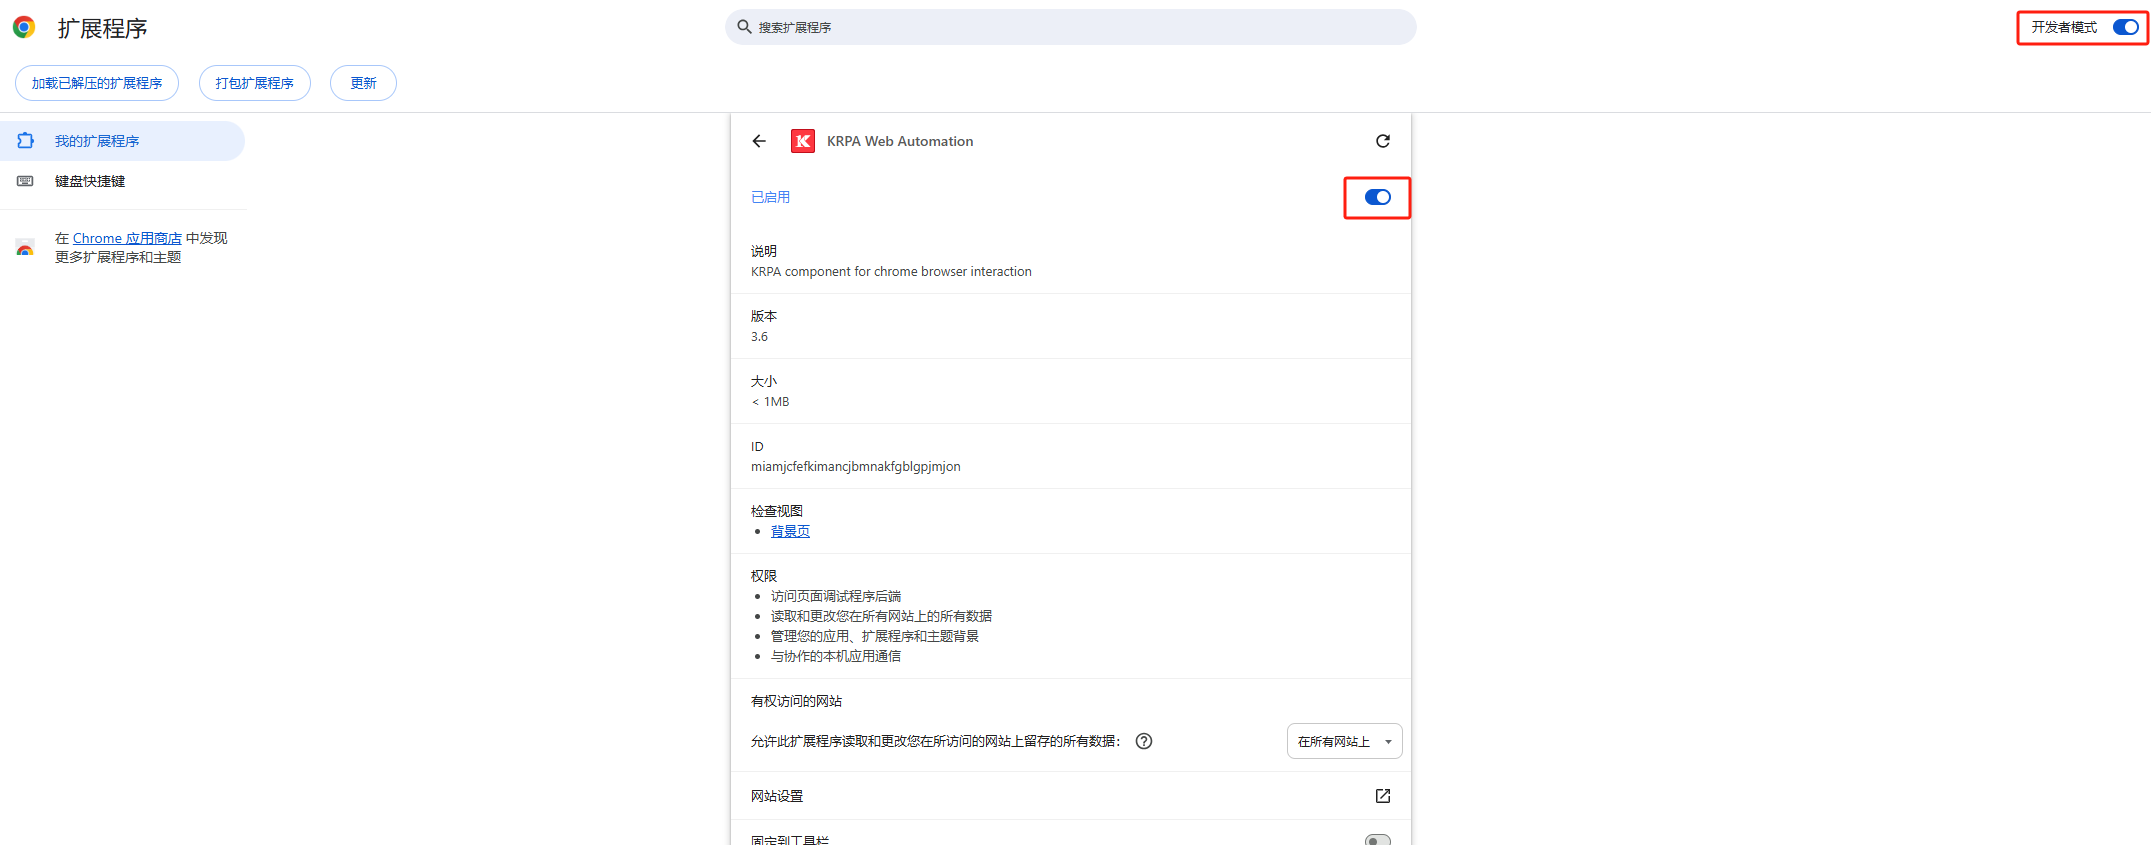 扩展程序
搜索扩展程序
开发者模式
加载已解压的扩展程序
打包扩展程序
更新
我的扩展程序
键盘快捷键
在 Chrome 应用商店 中发现
更多扩展程序和主题
K
KRPA Web Automation
已启用
说明
KRPA component for chrome browser interaction
版本
3.6
大小
< 1MB
ID
miamjcfefkimancjbmnakfgblgpjmjon
检查视图
背景页
权限
访问页面调试程序后端
读取和更改您在所有网站上的所有数据
管理您的应用、扩展程序和主题背景
与协作的本机应用通信
有权访问的网站
允许此扩展程序读取和更改您在所访问的网站上留存的所有数据：
在所有网站上
网站设置
固定到工具栏